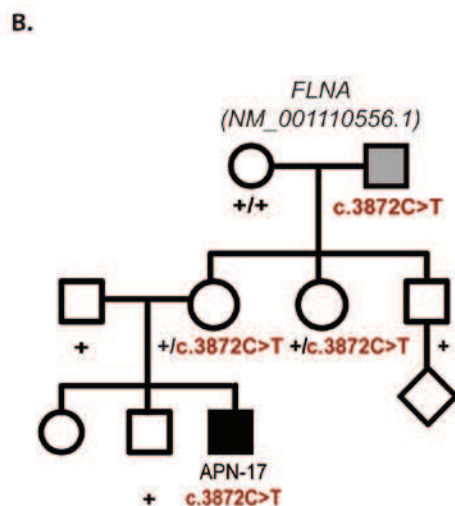 B.
FLNA
(NM_001110556.1)
+/+ c.3872C>T
+ +/c.3872C>T +/c.3872C>T +
APN-17
+ c.3872C>T